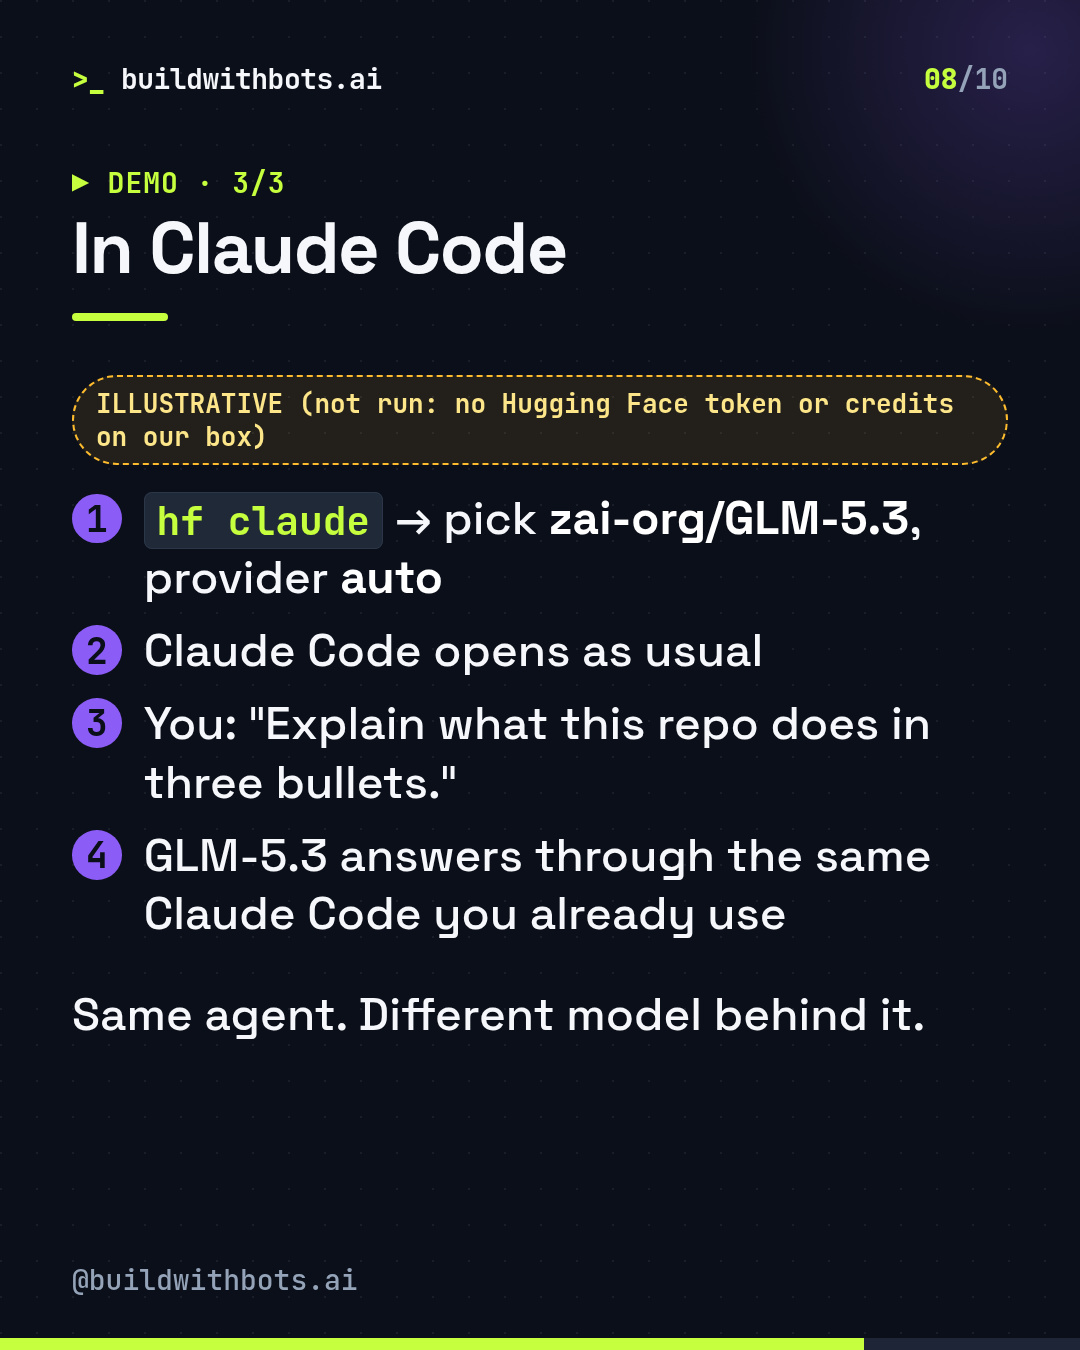 >_ buildwithbots.ai
08/10
▶ DEMO · 3/3
In Claude Code
ILLUSTRATIVE (not run: no Hugging Face token or credits
on our box)
1 hf claude → pick zai-org/GLM-5.3,
provider auto
2 Claude Code opens as usual
3 You: "Explain what this repo does in
three bullets."
4 GLM-5.3 answers through the same
Claude Code you already use
Same agent. Different model behind it.
@buildwithbots.ai